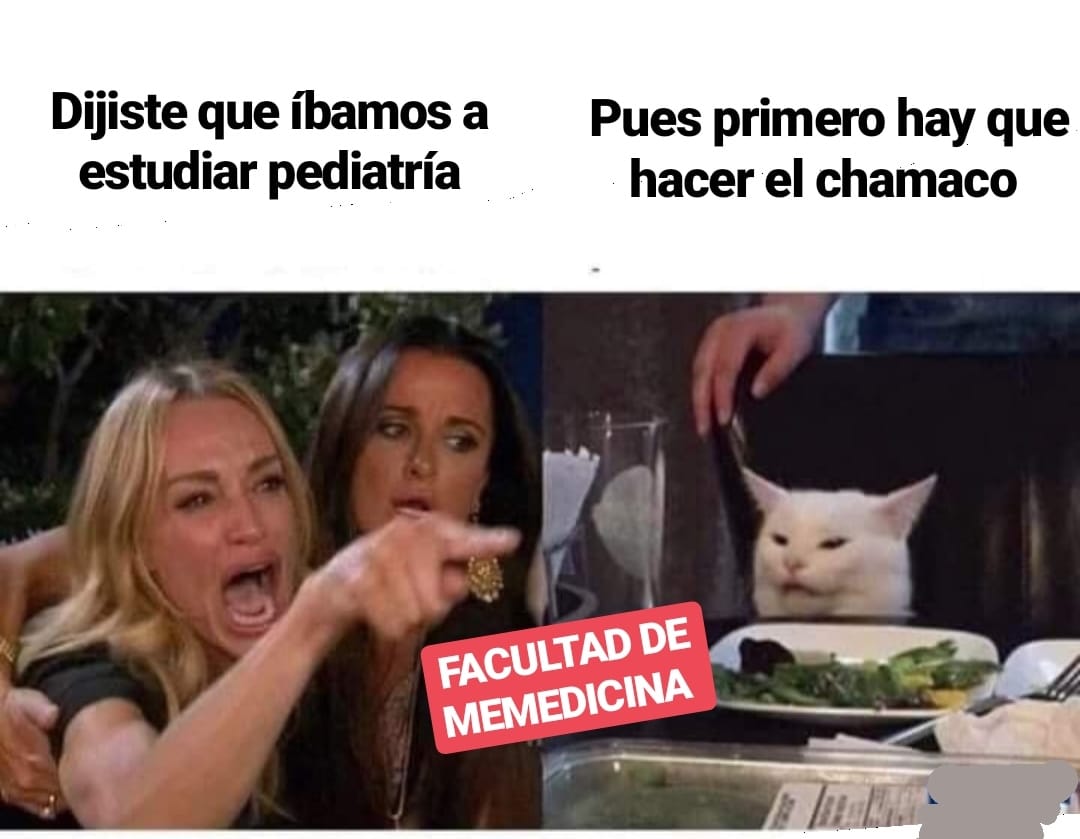 Dijiste que íbamos a
estudiar pediatría
Pues primero hay que
hacer el chamaco
FACULTAD DE
MEMEDICINA